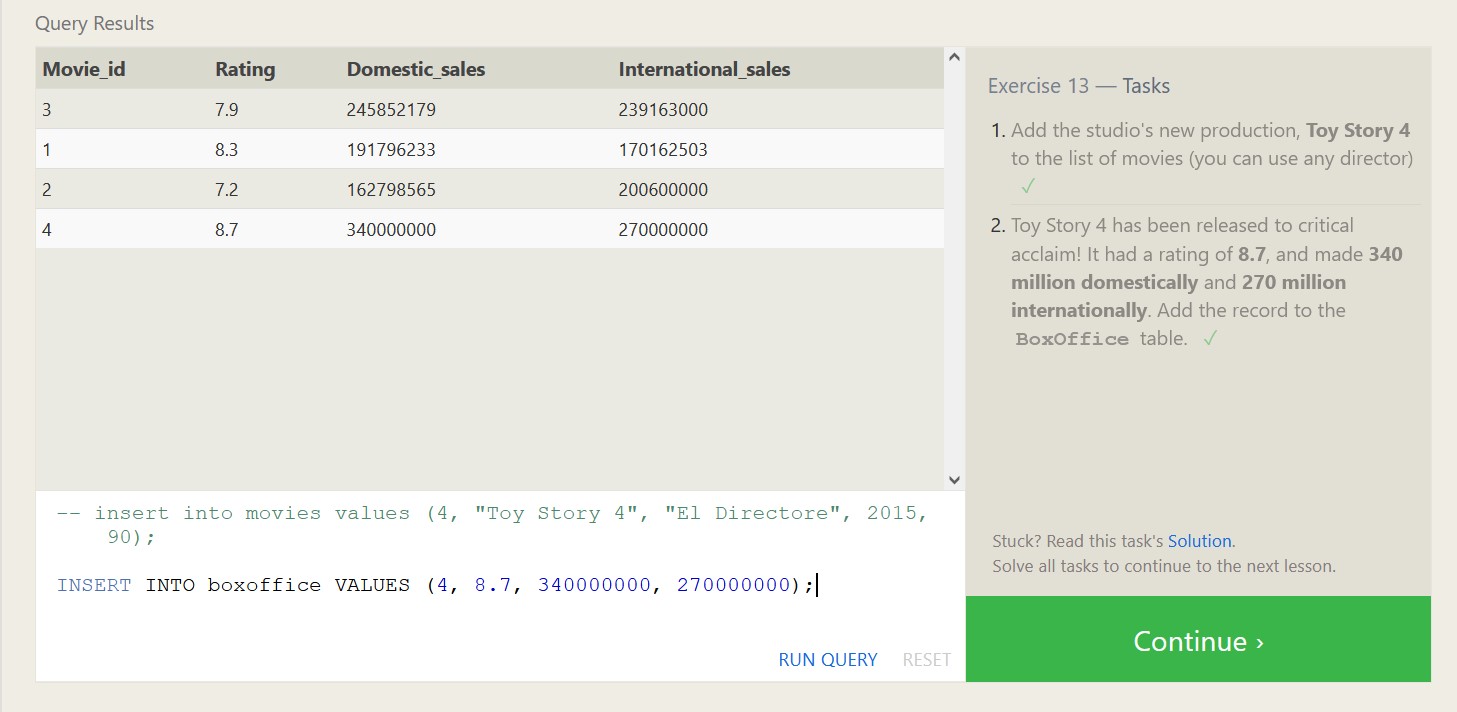 Query Results
Movie_id Rating Domestic_sales International_sales
3 7.9 245852179 239163000
1 8.3 191796233 170162503
2 7.2 162798565 200600000
4 8.7 340000000 270000000
-- insert into movies values (4, "Toy Story 4", "El Directore", 2015,
90);
INSERT INTO boxoffice VALUES (4, 8.7, 340000000, 270000000);
RUN QUERY RESET
Exercise 13 — Tasks
1. Add the studio's new production, Toy Story 4
to the list of movies (you can use any director)
✓
2. Toy Story 4 has been released to critical
acclaim! It had a rating of 8.7, and made 340
million domestically and 270 million
internationally. Add the record to the
BoxOffice table. ✓
Stuck? Read this task's Solution.
Solve all tasks to continue to the next lesson.
Continue ›